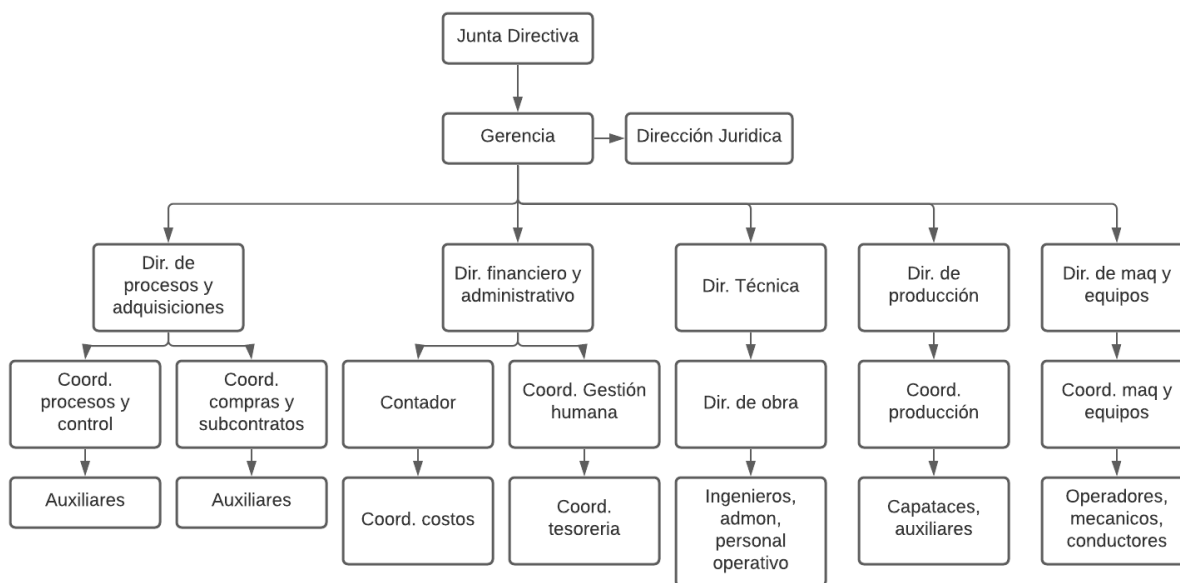 Junta Directiva
Gerencia
Dirección Juridica
Dir. de
procesos y
adquisiciones
Dir. financiero y
administrativo
Dir. Técnica
Dir. de
producción
Dir. de maq y
equipos
Coord.
procesos y
control
Coord.
compras y
subcontratos
Contador
Coord. Gestión
humana
Dir. de obra
Coord.
producción
Coord. maq y
equipos
Auxiliares
Auxiliares
Coord. costos
Coord.
tesoreria
Ingenieros,
admon,
personal
operativo
Capataces,
auxiliares
Operadores,
mecanicos,
conductores